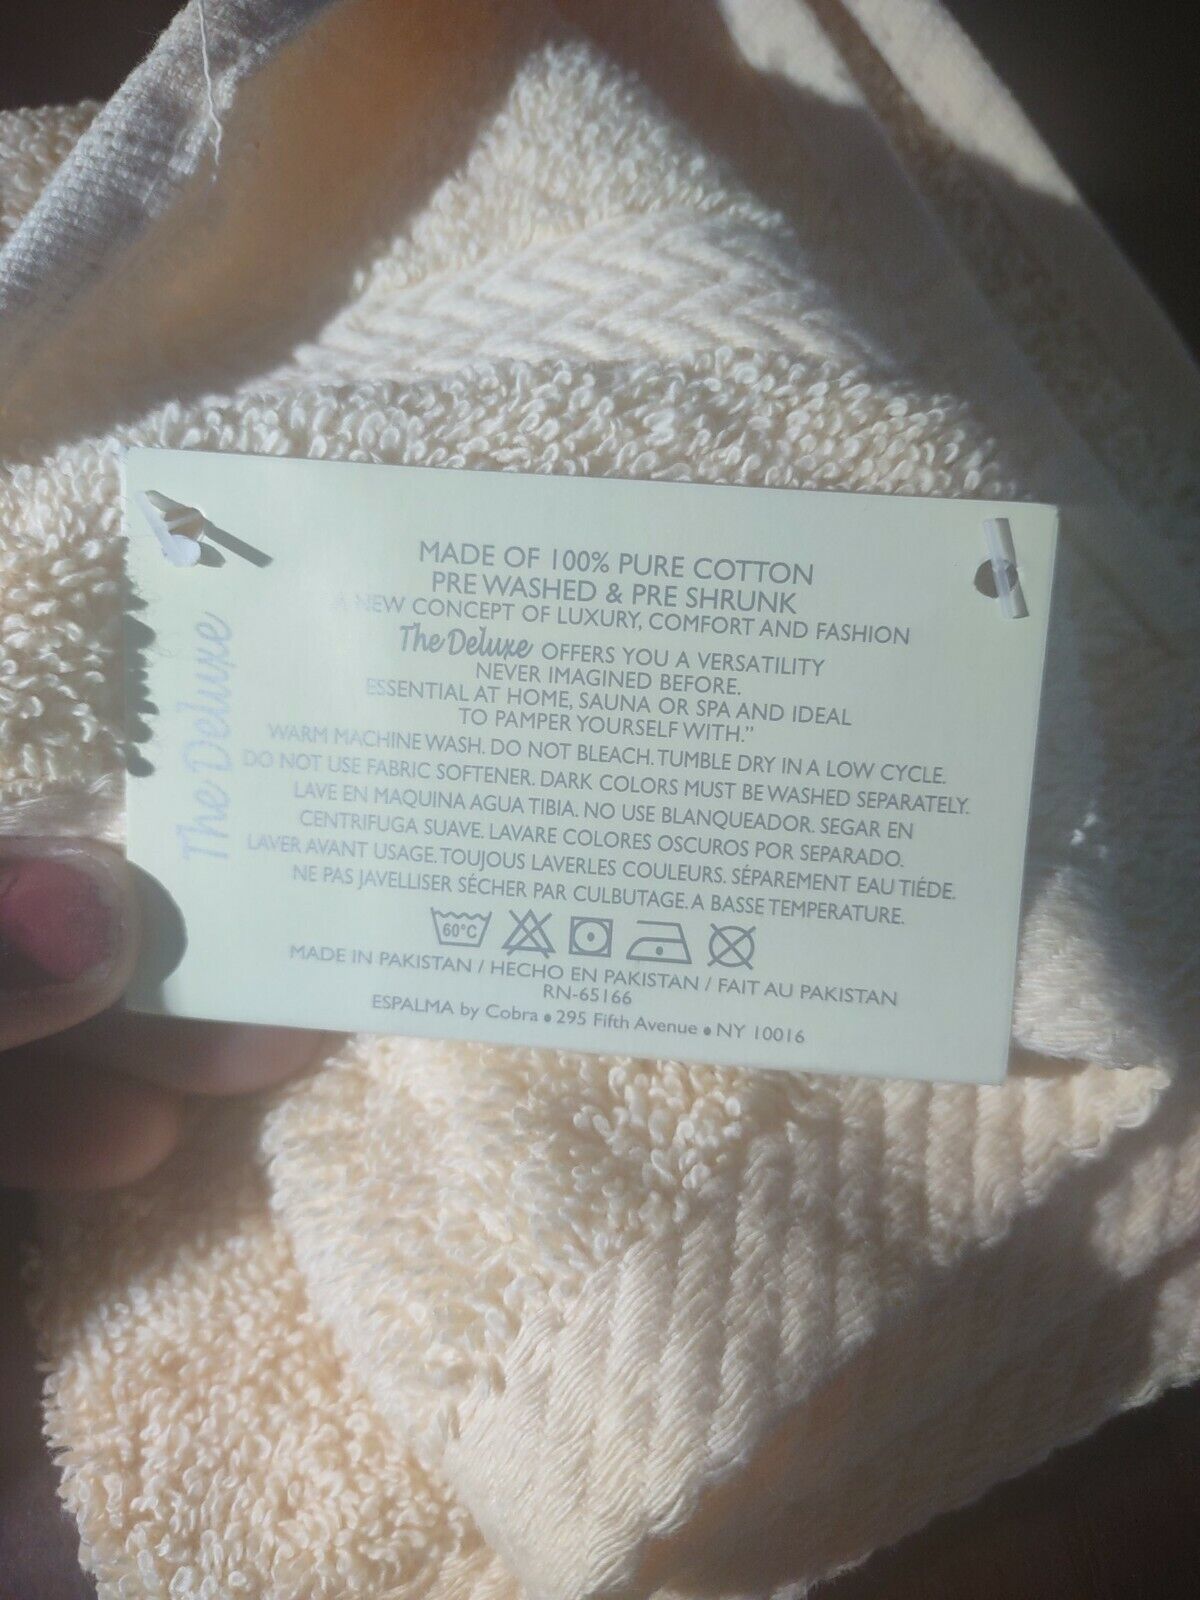 The Deluxe
MADE OF 100% PURE COTTON
PRE WASHED & PRE SHRUNK
A NEW CONCEPT OF LUXURY, COMFORT AND FASHION
The Deluxe OFFERS YOU A VERSATILITY
NEVER IMAGINED BEFORE.
ESSENTIAL AT HOME, SAUNA OR SPA AND IDEAL
TO PAMPER YOURSELF WITH."
WARM MACHINE WASH. DO NOT BLEACH. TUMBLE DRY IN A LOW CYCLE.
DO NOT USE FABRIC SOFTENER. DARK COLORS MUST BE WASHED SEPARATELY.
LAVE EN MAQUINA AGUA TIBIA. NO USE BLANQUEADOR. SEGAR EN
CENTRIFUGA SUAVE. LAVARE COLORES OSCUROS POR SEPARADO.
LAVER AVANT USAGE. TOUJOUS LAVERLES COULEURS. SÉPAREMENT EAU TIÉDE.
NE PAS JAVELLISER SÉCHER PAR CULBUTAGE. A BASSE TEMPERATURE.
60°C
MADE IN PAKISTAN / HECHO EN PAKISTAN / FAIT AU PAKISTAN
RN-65166
ESPALMA by Cobra • 295 Fifth Avenue • NY 10016